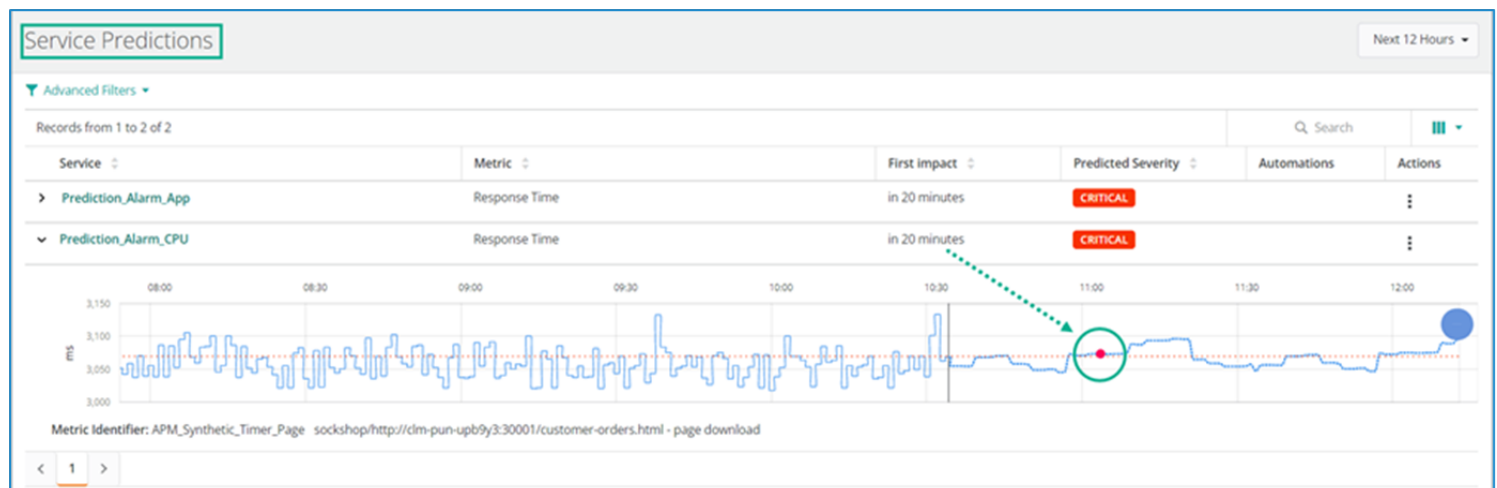 Service Predictions
Next 12 Hours
Advanced Filters
Records from 1 to 2 of 2
Search
Service Metric First impact Predicted Severity Automations Actions
Prediction_Alarm_App Response Time in 20 minutes CRITICAL
Prediction_Alarm_CPU Response Time in 20 minutes CRITICAL
08:00 08:30 09:00 09:30 10:00 10:30 11:00 11:30 12:00
3,150
3,100
ms
3,050
3,000
Metric Identifier: APM_Synthetic_Timer_Page sockshop/http://clm-pun-upb9y3:30001/customer-orders.html - page download
1